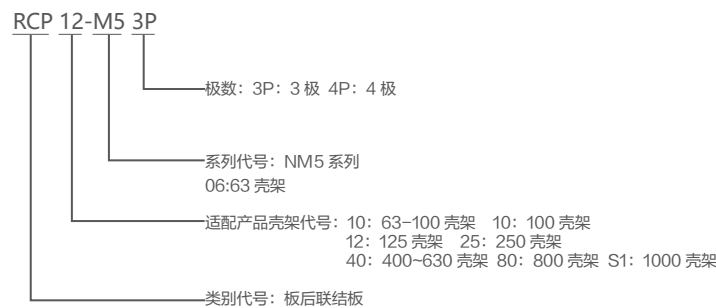 RCP 12-M5 3P
极数：3P：3 极 4P：4 极
系列代号：NM5 系列
06:63 壳架
适配产品壳架代号：10：63-100 壳架 10：100 壳架
12：125 壳架 25：250 壳架
40：400~630 壳架 80：800 壳架 S1：1000 壳架
类别代号：板后联结板